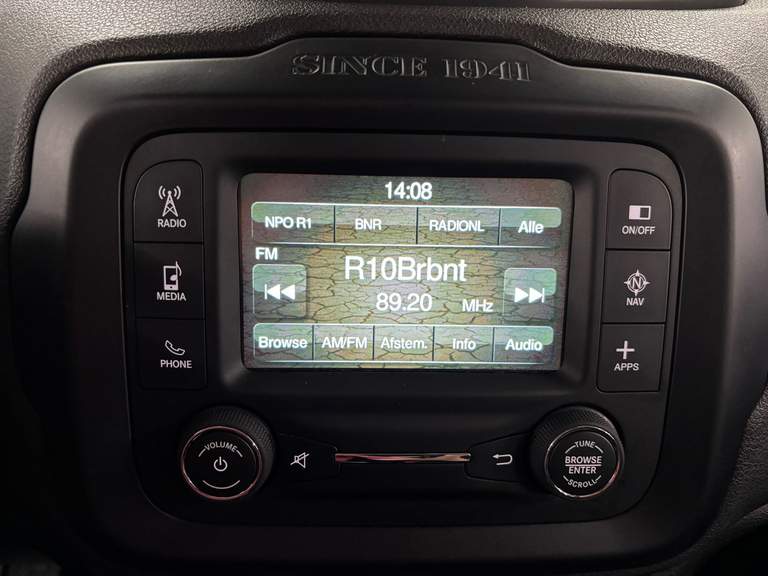 SINCE 1941
14:08
NPO R1 BNR RADIONL Alle
FM
R10Brbnt
89.20 MHz
Browse AM/FM Afstem. Info Audio
RADIO
MEDIA
PHONE
ON/OFF
N
NAV
APPS
VOLUME
TUNE
BROWSE
ENTER
SCROLL